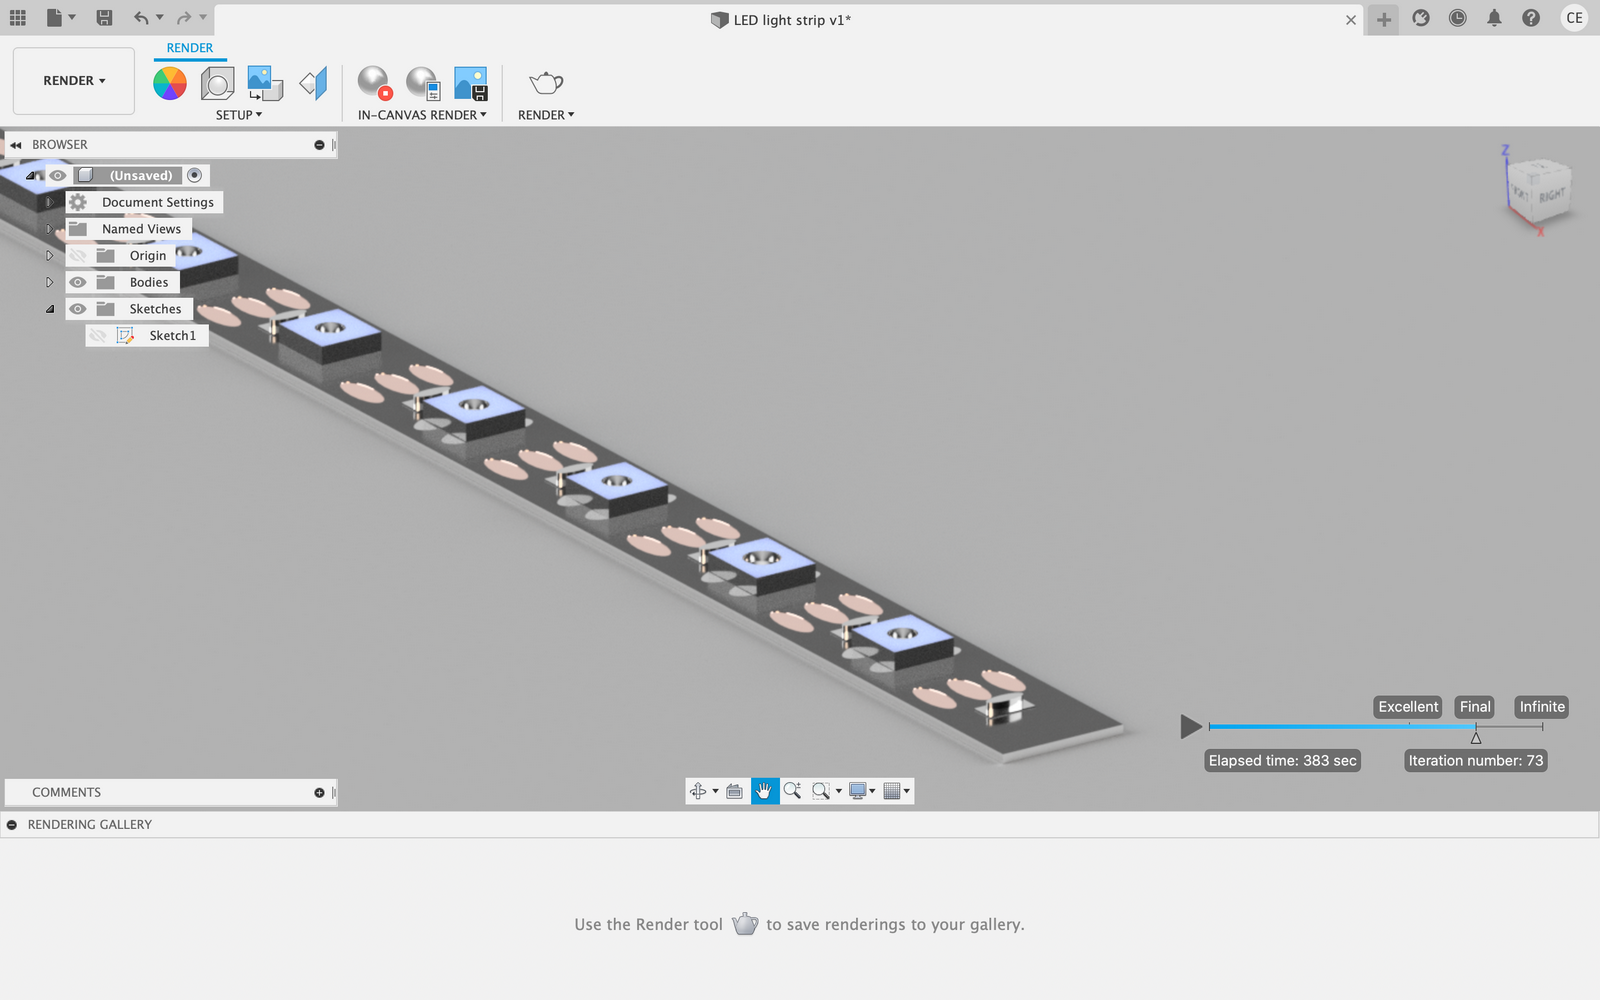 LED light strip v1*
CE
RENDER
RENDER
SETUP
IN-CANVAS RENDER
RENDER
BROWSER
(Unsaved)
Document Settings
Named Views
Origin
Bodies
Sketches
Sketch1
Z
RIGHT
X
Excellent
Final
Infinite
Elapsed time: 383 sec
Iteration number: 73
COMMENTS
RENDERING GALLERY
Use the Render tool to save renderings to your gallery.